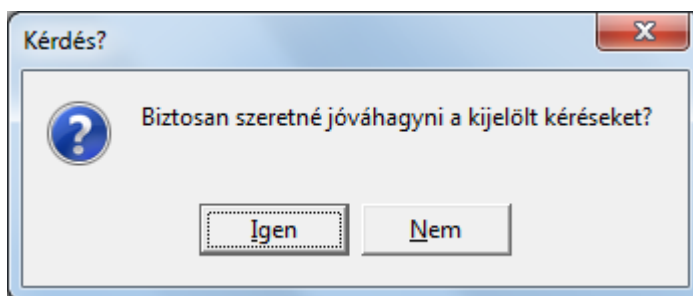 Kérdés?
Biztosan szeretné jóváhagyni a kijelölt kéréseket?
Igen
Nem